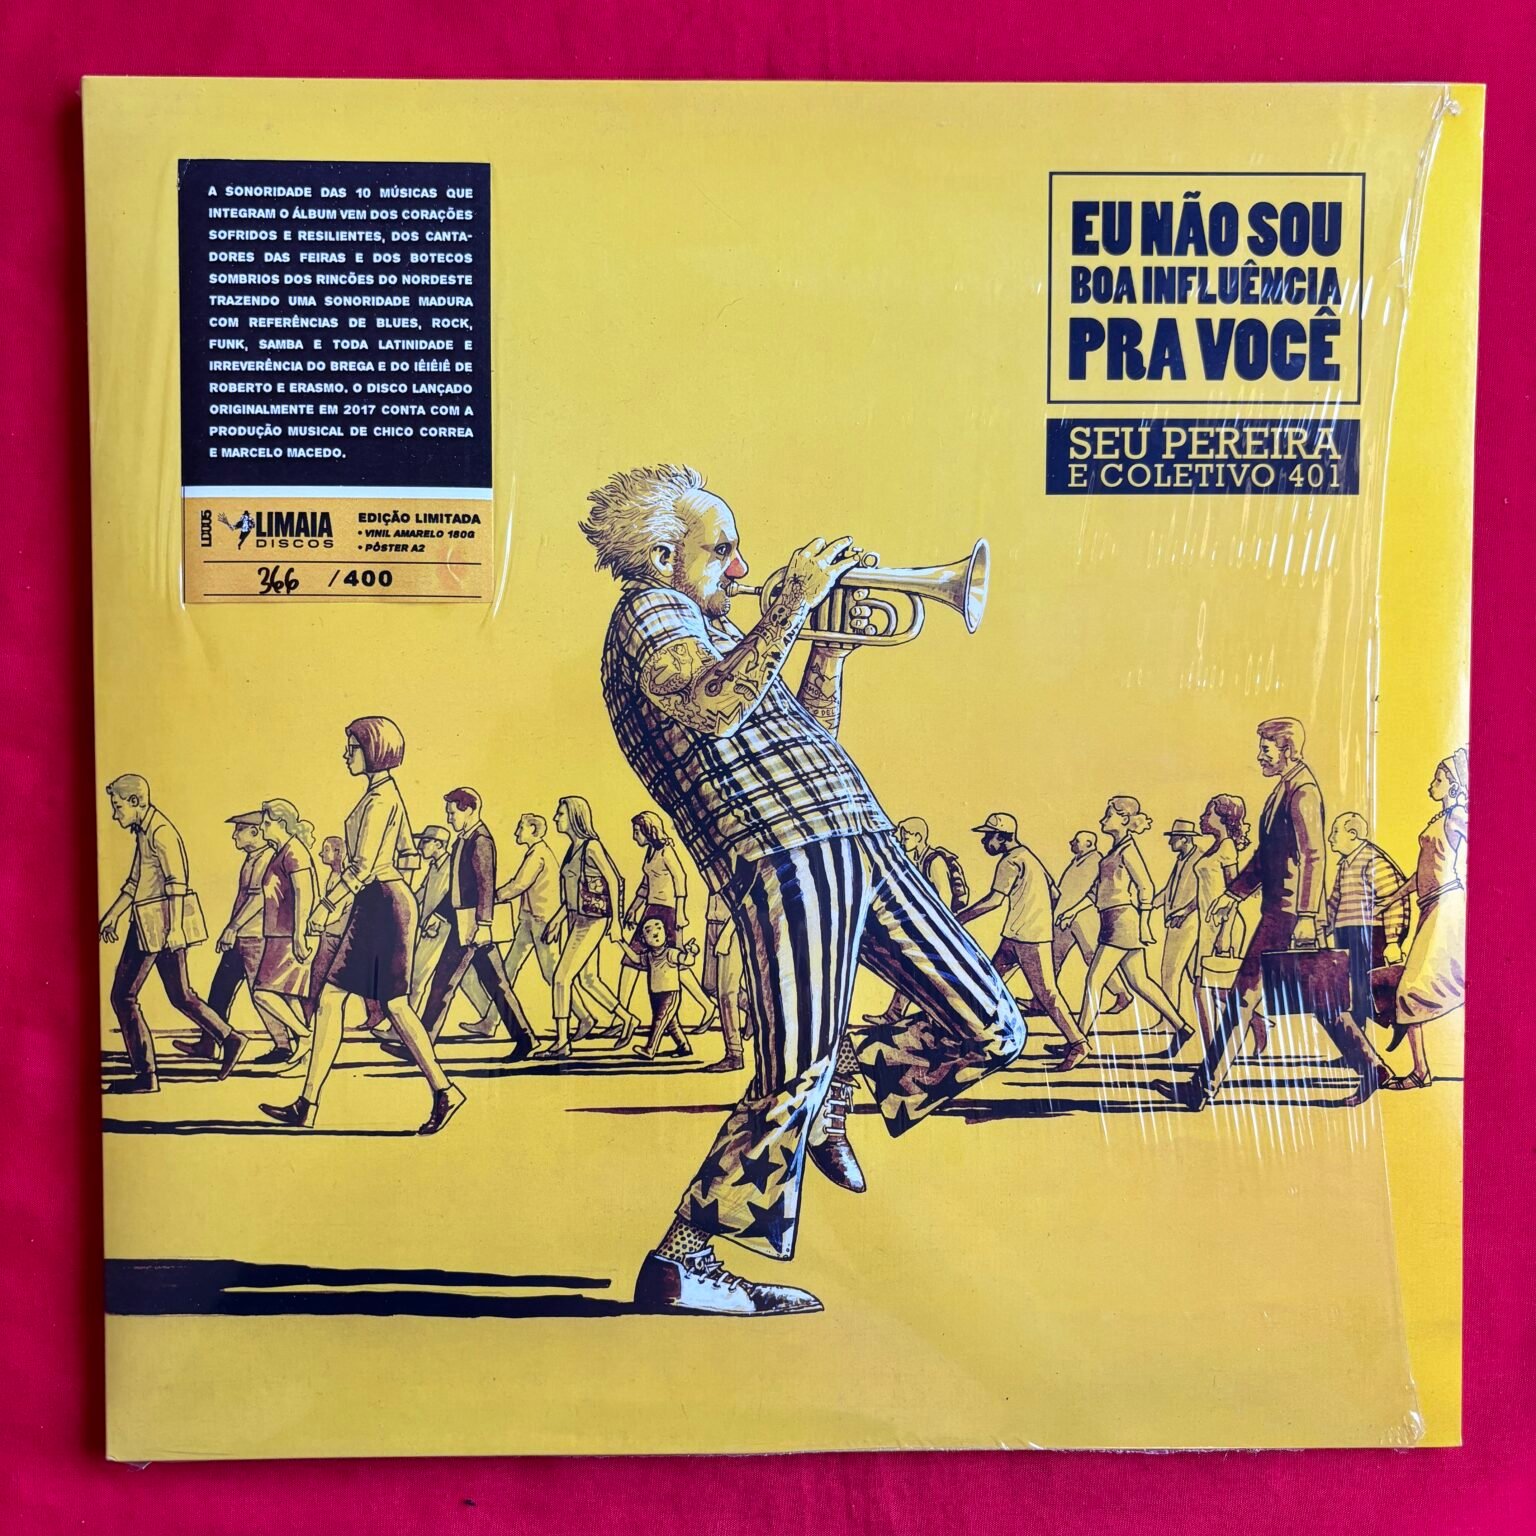 A SONORIDADE DAS 10 MÚSICAS QUE
INTEGRAM O ÁLBUM VEM DOS CORAÇÕES
SOFRIDOS E RESILIENTES, DOS CANTA-
DORES DAS FEIRAS E DOS BOTECOS
SOMBRIOS DOS RINCÕES DO NORDESTE
TRAZENDO UMA SONORIDADE MADURA
COM REFERÊNCIAS DE BLUES, ROCK,
FUNK, SAMBA E TODA LATINIDADE E
IRREVERÊNCIA DO BREGA E DO IÊIÊIÊ DE
ROBERTO E ERASMO. O DISCO LANÇADO
ORIGINALMENTE EM 2017 CONTA COM A
PRODUÇÃO MUSICAL DE CHICO CORREA
E MARCELO MACEDO.
LD005
LIMAIA
DISCOS
EDIÇÃO LIMITADA
• VINIL AMARELO 180G
• PÔSTER A2
366 / 400
EU NÃO SOU
BOA INFLUÊNCIA
PRA VOCÊ
SEU PEREIRA
E COLETIVO 401